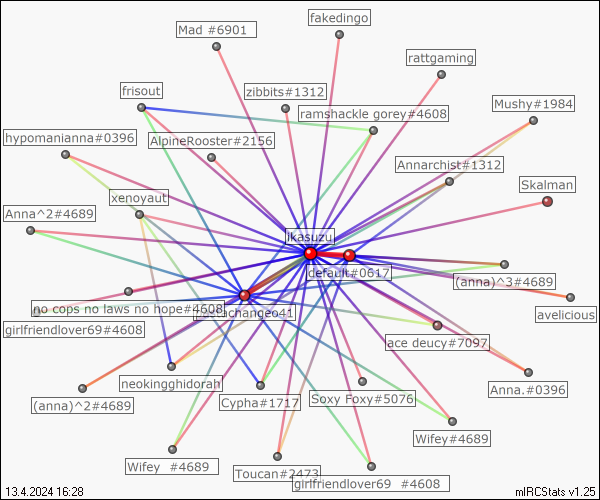 fakedingo
Mad #6901
rattgaming
frisout
zibbits#1312
Mushy#1984
ramshackle gorey#4608
hypomanianna#0396
AlpineRooster#2156
Annarchist#1312
Skalman
xenoyaut
Anna^2#4689
ikasuzu
default#0617
(anna)^3#4689
no cops no laws no hope#4608
avelicious
girlfriendlover69#4608
ace deucy#7097
neokingghidorah
Anna.#0396
(anna)^2#4689
Cypha#1717
Soxy Foxy#5076
Wifey#4689
Wifey #4689
Toucan#2473
girlfriendlover69 #4608
13.4.2024 16:28
mIRCStats v1.25